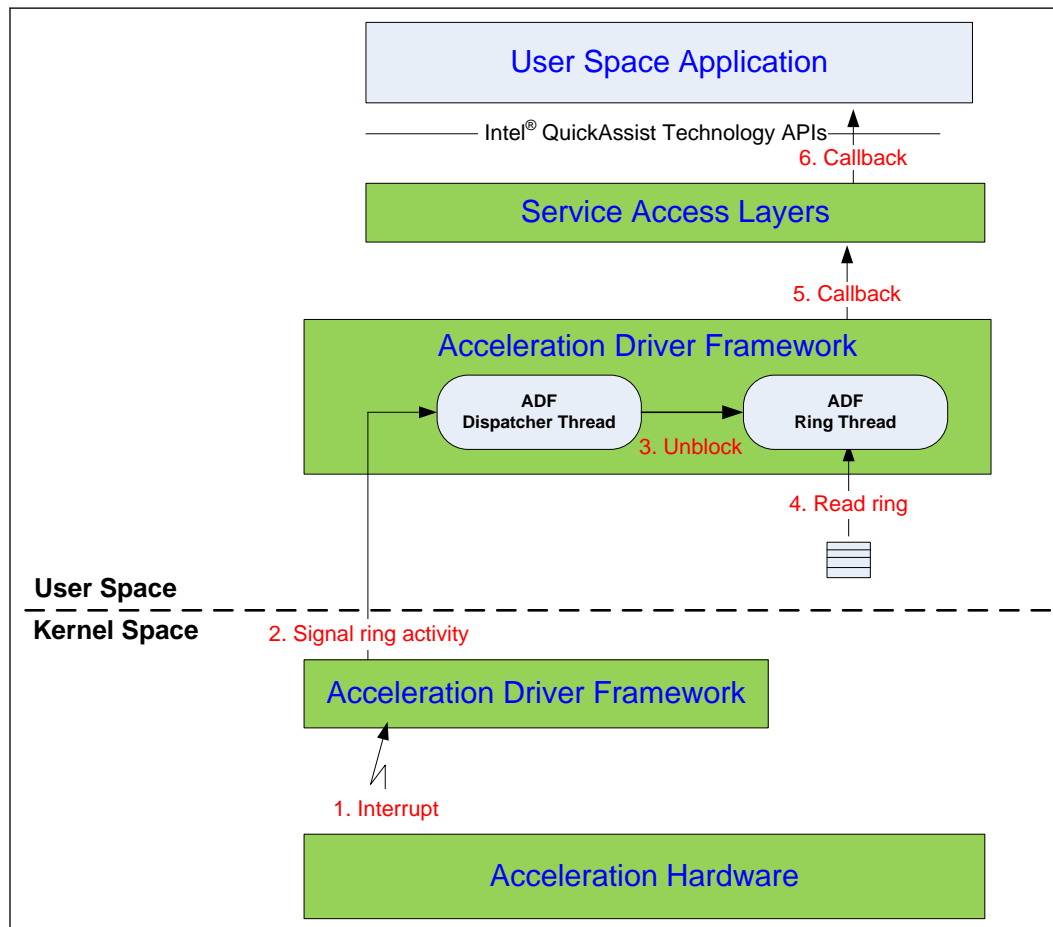 User Space Application
Intel® QuickAssist Technology APIs
6. Callback
Service Access Layers
5. Callback
Acceleration Driver Framework
ADF
Dispatcher Thread
ADF
Ring Thread
3. Unblock
4. Read ring
User Space
Kernel Space
2. Signal ring activity
Acceleration Driver Framework
1. Interrupt
Acceleration Hardware